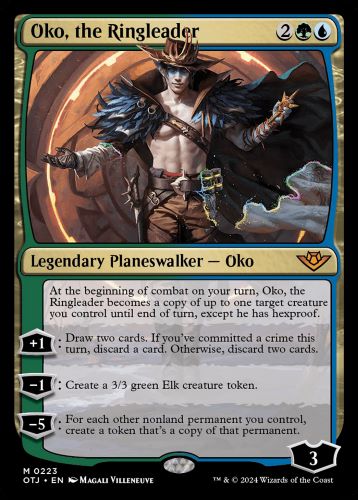 Oko, the Ringleader 2
Legendary Planeswalker — Oko
At the beginning of combat on your turn, Oko, the
Ringleader becomes a copy of up to one target creature
you control until end of turn, except he has hexproof.
+1 : Draw two cards. If you've committed a crime this
turn, discard a card. Otherwise, discard two cards.
−1 : Create a 3/3 green Elk creature token.
−5 : For each other nonland permanent you control,
create a token that's a copy of that permanent.
3
M 0223
OTJ • EN Magali Villeneuve
™ & © 2024 Wizards of the Coast